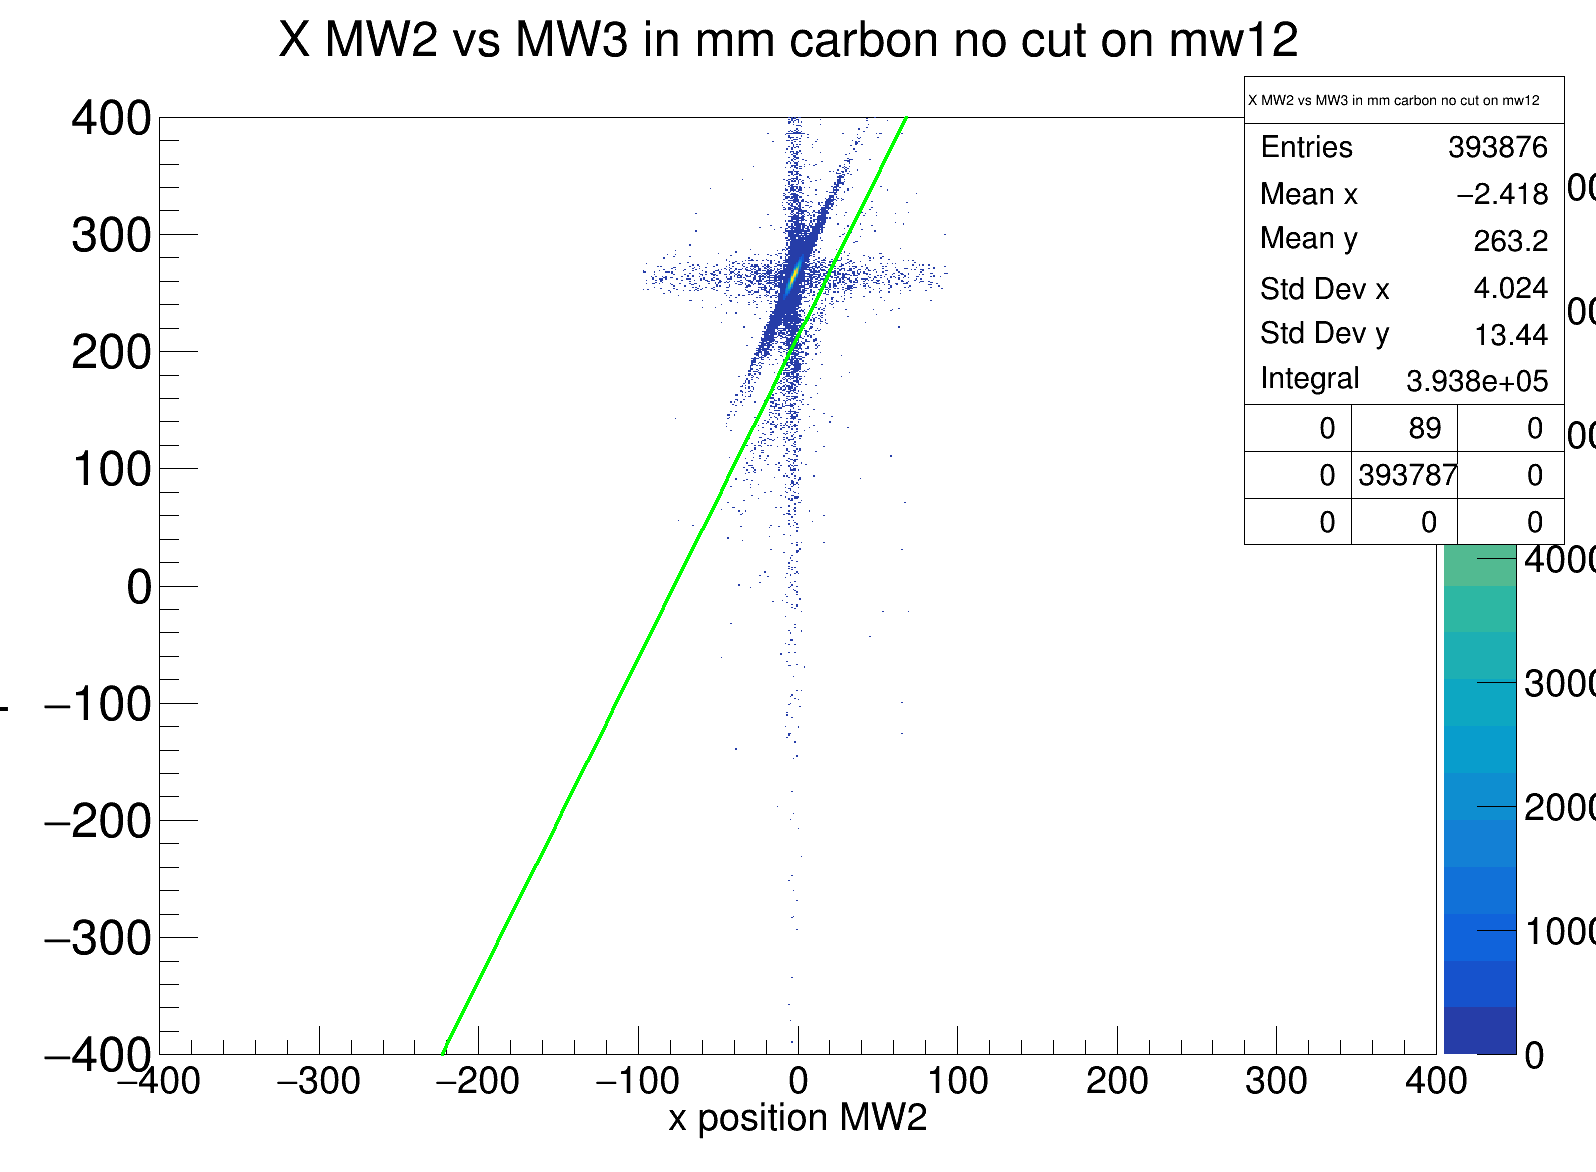 X MW2 vs MW3 in mm carbon no cut on mw12
X MW2 vs MW3 in mm carbon no cut on mw12
Entries 393876
Mean x −2.418
Mean y 263.2
Std Dev x 4.024
Std Dev y 13.44
Integral 3.938e+05
0 89 0
0 393787 0
0 0 0
400
300
200
100
0
−100
−200
−300
−400
−400 −300 −200 −100 0 100 200 300 400
x position MW2
00
00
00
4000
3000
2000
1000
0